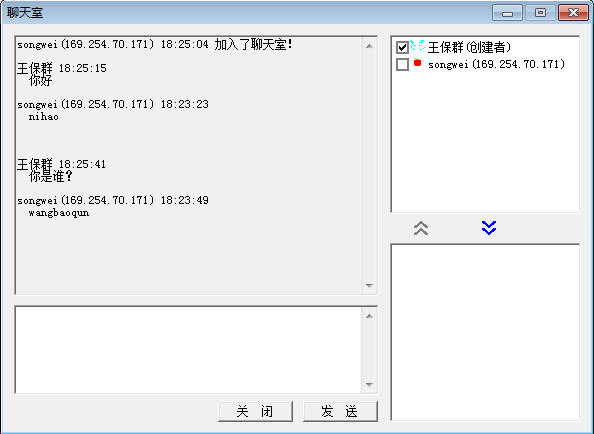 聊天室
songwei(169.254.70.171) 18:25:04 加入了聊天室!
王保群 18:25:15
你好
songwei(169.254.70.171) 18:23:23
nihao
王保群 18:25:41
你是谁?
songwei(169.254.70.171) 18:23:49
wangbaoqun
王保群(创建者)
songwei(169.254.70.171)
关 闭
发 送